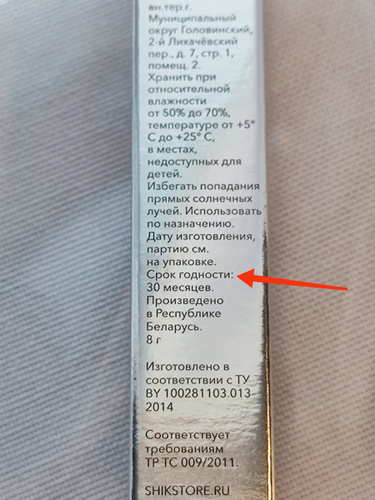 вн.тер.г.
Муниципальный
округ Головинский,
2-й Лихачёвский
пер., д. 7, стр. 1,
помещ. 2.
Хранить при
относительной
влажности
от 50% до 70%,
температуре от +5°
С до +25° С,
в местах,
недоступных для
детей.
Избегать попадания
прямых солнечных
лучей. Использовать
по назначению.
Дату изготовления,
партию см.
на упаковке.
Срок годности:
30 месяцев.
Произведено
в Республике
Беларусь.
8 г
Изготовлено в
соответствии с ТУ
BY 100281103.013-
2014
Соответствует
требованиям
ТР ТС 009/2011.
SHIKSTORE.RU